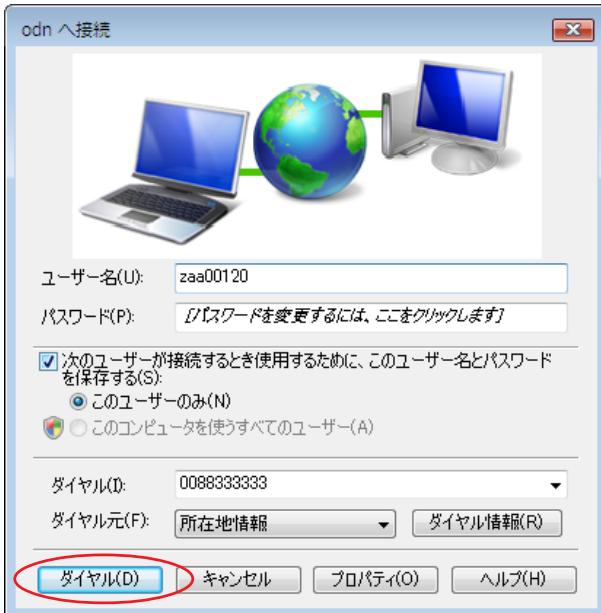 odn へ接続
ユーザー名(U):
zaa00120
パスワード(P):
[パスワードを変更するには、ここをクリックします]
次のユーザーが接続するとき使用するために、このユーザー名とパスワード
を保存する(S):
このユーザーのみ(N)
このコンピュータを使うすべてのユーザー(A)
ダイヤル(I):
0088333333
ダイヤル元(F):
所在地情報
ダイヤル情報(R)
ダイヤル(D)
キャンセル
プロパティ(O)
ヘルプ(H)